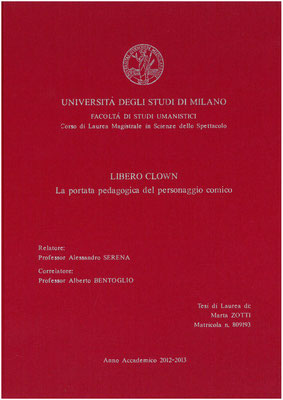 UNIVERSITÀ DEGLI STUDI DI MILANO
FACOLTÀ DI STUDI UMANISTICI
Corso di Laurea Magistrale in Scienze dello Spettacolo
LIBERO CLOWN
La portata pedagogica del personaggio comico
Relatore:
Professor Alessandro SERENA
Correlatore:
Professor Alberto BENTOGLIO
Tesi di Laurea di:
Marta ZOTTI
Matricola n. 809193
Anno Accademico 2012-2013